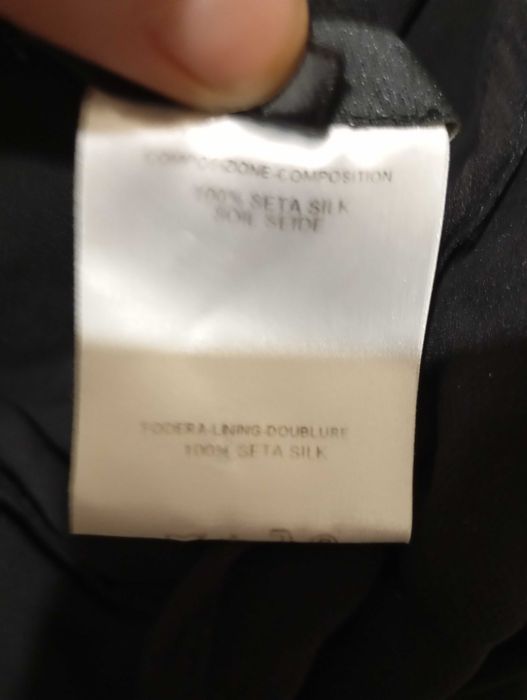 COMPOSIZIONE-COMPOSITION
100% SETA SILK
SOIE SEIDE
FODERA-LINING-DOUBLURE
100% SETA SILK